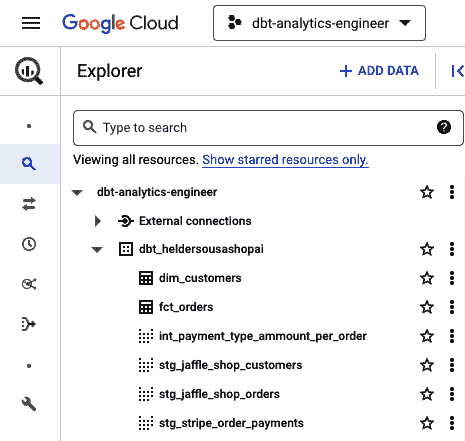 Google Cloud
dbt-analytics-engineer
Explorer
+ ADD DATA
Type to search
Viewing all resources. Show starred resources only.
dbt-analytics-engineer
External connections
dbt_heldersousashopai
dim_customers
fct_orders
int_payment_type_ammount_per_order
stg_jaffle_shop_customers
stg_jaffle_shop_orders
stg_stripe_order_payments